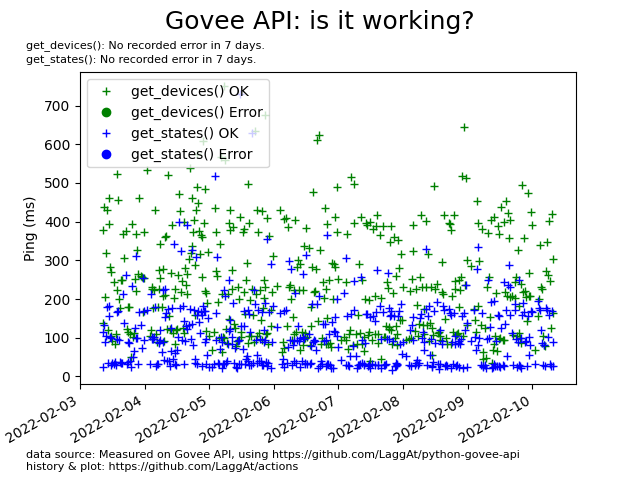 Govee API: is it working?
get_devices(): No recorded error in 7 days.
get_states(): No recorded error in 7 days.
get_devices() OK
get_devices() Error
get_states() OK
get_states() Error
Ping (ms)
700
600
500
400
300
200
100
0
2022-02-03
2022-02-04
2022-02-05
2022-02-06
2022-02-07
2022-02-08
2022-02-09
2022-02-10
data source: Measured on Govee API, using https://github.com/LaggAt/python-govee-api
history & plot: https://github.com/LaggAt/actions